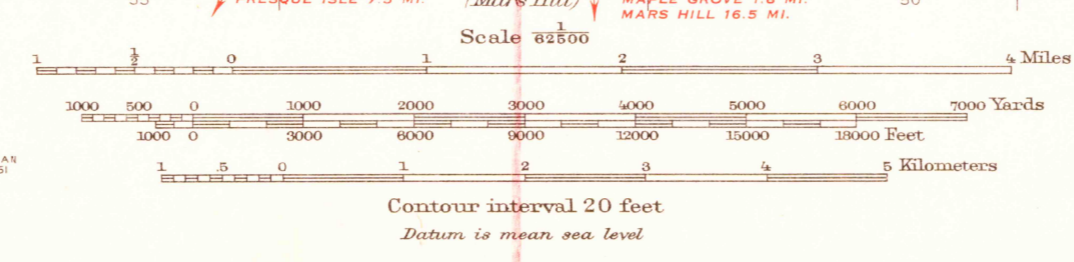 PRESQUE ISLE 7.5 MI.
(Mars Hill)
MAPLE GROVE 1.8 MI.
MARS HILL 16.5 MI.
Scale 1/62500
1 1/2 0 1 2 3 4 Miles
1000 500 0 1000 2000 3000 4000 5000 6000 7000 Yards
1000 0 3000 6000 9000 12000 15000 18000 Feet
1 .5 0 1 2 3 4 5 Kilometers
Contour interval 20 feet
Datum is mean sea level